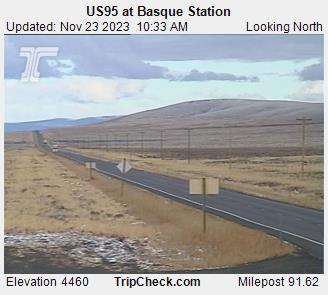 US95 at Basque Station
Updated: Nov 23 2023 10:33 AM Looking North
Elevation 4460 TripCheck.com Milepost 91.62